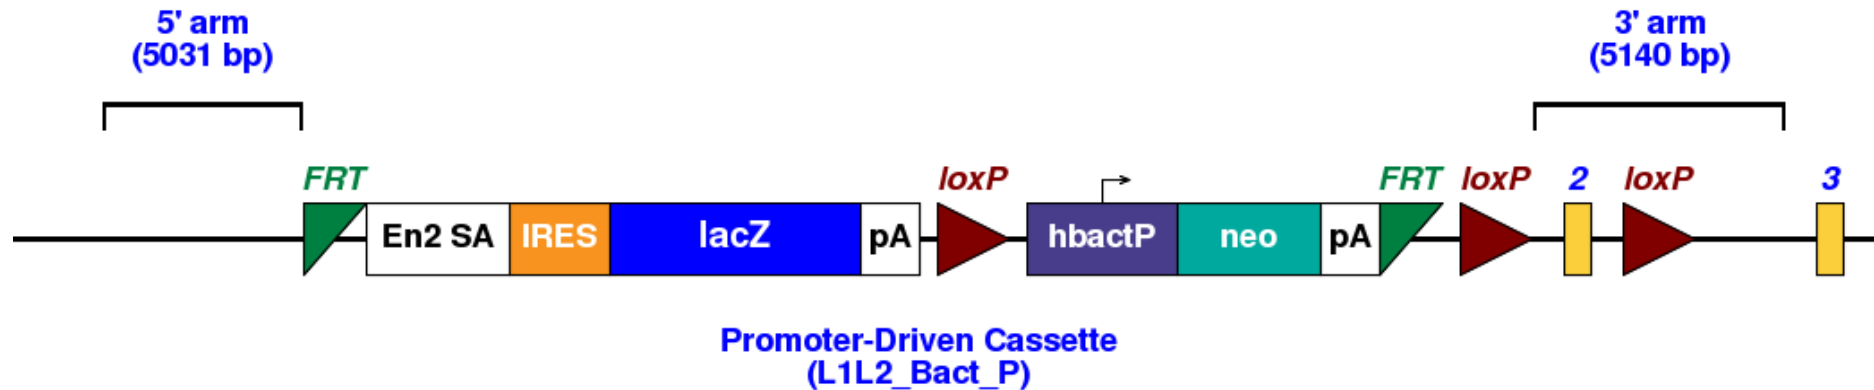 5' arm
(5031 bp)
3' arm
(5140 bp)
FRT loxP FRT loxP 2 loxP 3
En2 SA IRES lacZ pA hbactP neo pA
Promoter-Driven Cassette
(L1L2_Bact_P)